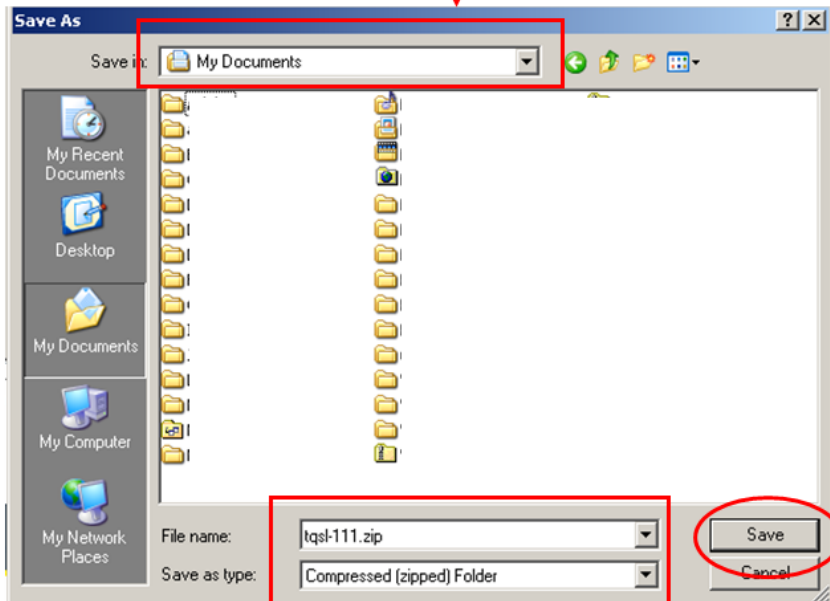 Save As
Save in: My Documents
My Recent
Documents
Desktop
My Documents
My Computer
My Network
Places
File name: tqsl-111.zip
Save as type: Compressed (zipped) Folder
Save
Cancel